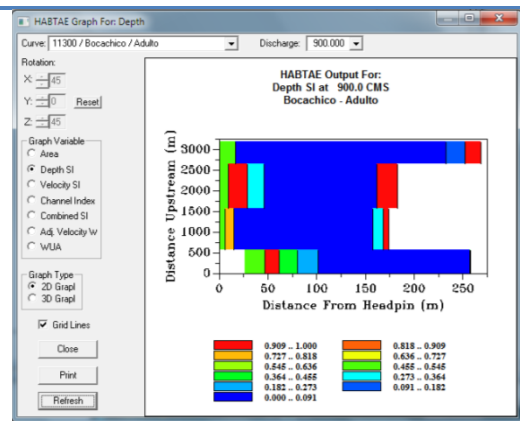 HABTAE Graph For: Depth
Curve: 11300 / Bocachico / Adulto Discharge: 900.000
Rotation:
X: 45
Y: 0 Reset
Z: 45
Graph Variable
Area
Depth SI
Velocity SI
Channel Index
Combined SI
Adj. Velocity W
WUA
Graph Type
2D Grapl
3D Grapl
Grid Lines
Close
Print
Refresh
HABTAE Output For:
Depth SI at 900.0 CMS
Bocachico - Adulto
Distance Upstream (m)
3000
2500
2000
1500
1000
500
0
0 50 100 150 200 250
Distance From Headpin (m)
0.909 .. 1.000 0.818 .. 0.909
0.727 .. 0.818 0.636 .. 0.727
0.545 .. 0.636 0.455 .. 0.545
0.364 .. 0.455 0.273 .. 0.364
0.182 .. 0.273 0.091 .. 0.182
0.000 .. 0.091